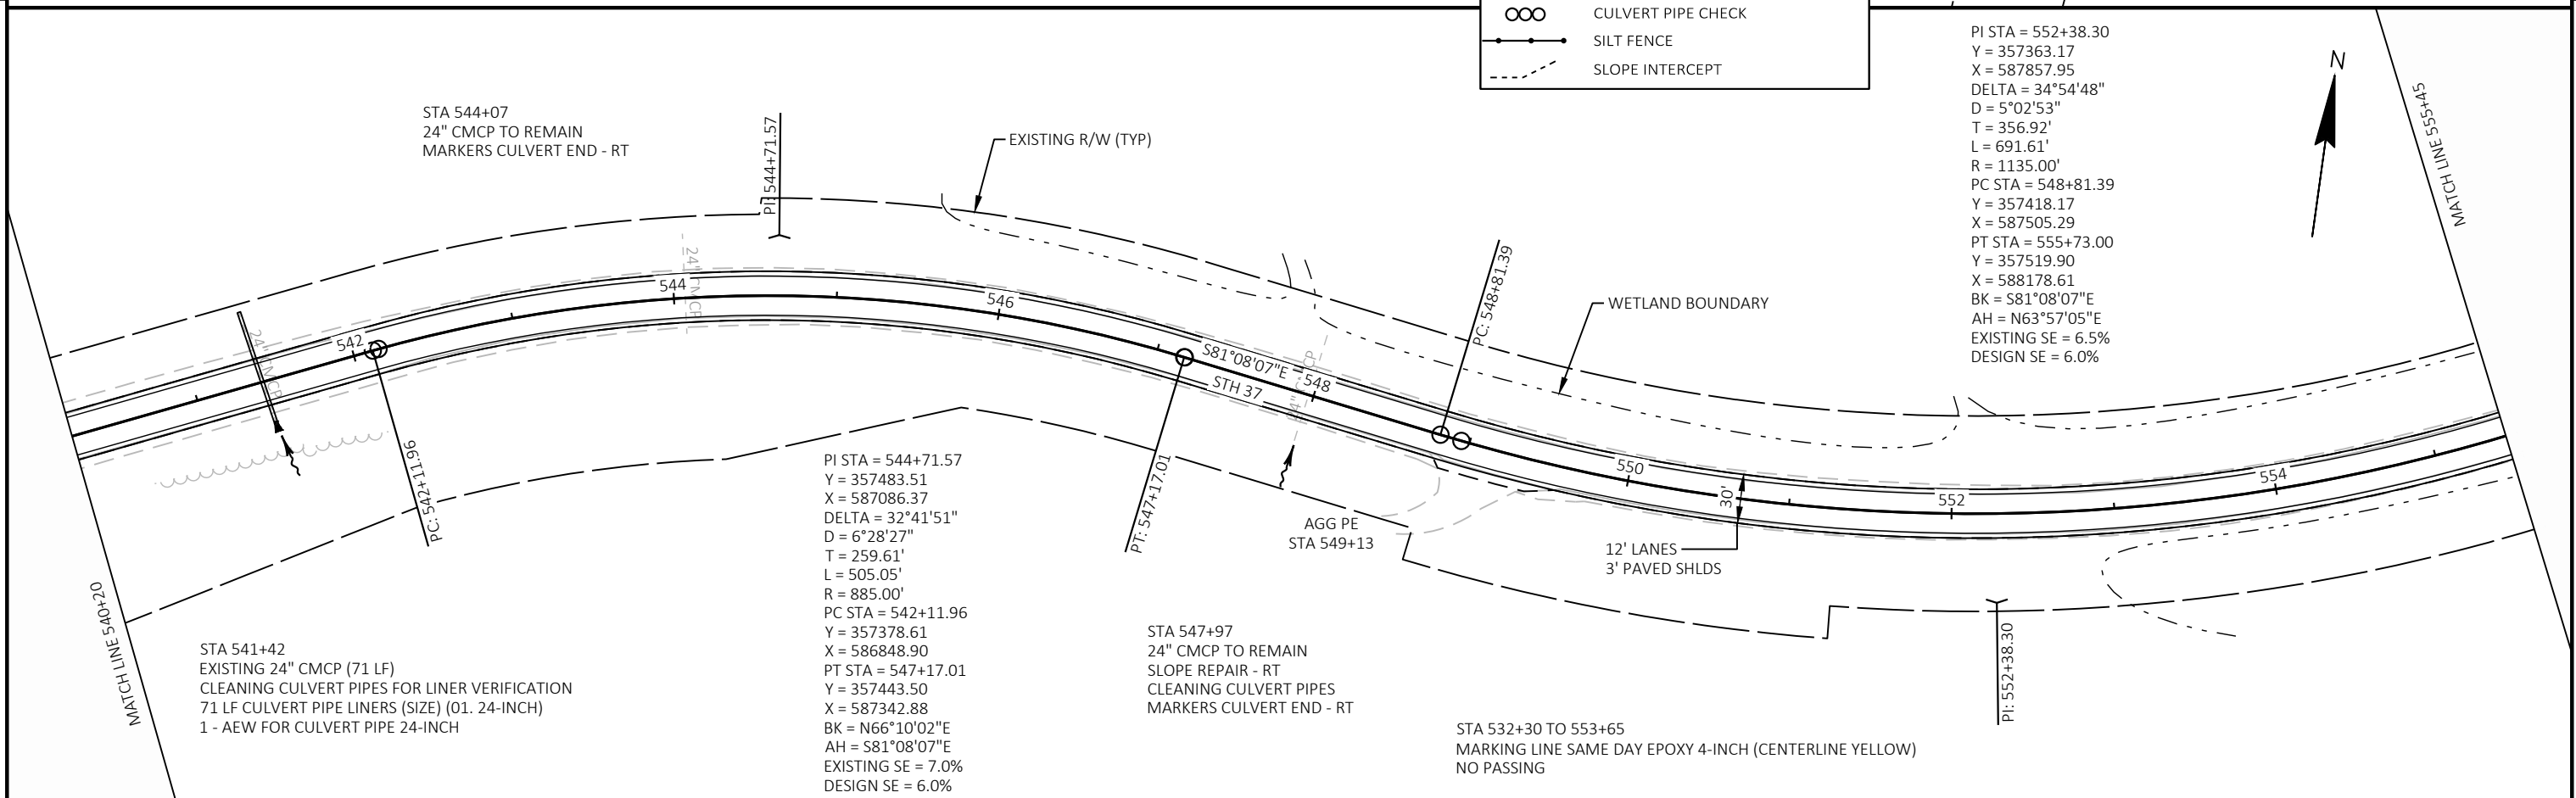 CULVERT PIPE CHECK
SILT FENCE
SLOPE INTERCEPT
PI STA = 552+38.30
Y = 357363.17
X = 587857.95
DELTA = 34°54'48"
D = 5°02'53"
T = 356.92'
L = 691.61'
R = 1135.00'
PC STA = 548+81.39
Y = 357418.17
X = 587505.29
PT STA = 555+73.00
Y = 357519.90
X = 588178.61
BK = S81°08'07"E
AH = N63°57'05"E
EXISTING SE = 6.5%
DESIGN SE = 6.0%
N
MATCH LINE 555+45
STA 544+07
24" CMCP TO REMAIN
MARKERS CULVERT END - RT
PI: 544+71.57
EXISTING R/W (TYP)
24" CMCP
544
546
PC: 548+81.39
WETLAND BOUNDARY
24" CMCP
542
S81°08'07"E
548
STH 37
PC: 542+11.96
PT: 547+17.01
550
552
554
30'
AGG PE
STA 549+13
12' LANES
3' PAVED SHLDS
PI STA = 544+71.57
Y = 357483.51
X = 587086.37
DELTA = 32°41'51"
D = 6°28'27"
T = 259.61'
L = 505.05'
R = 885.00'
PC STA = 542+11.96
Y = 357378.61
X = 586848.90
PT STA = 547+17.01
Y = 357443.50
X = 587342.88
BK = N66°10'02"E
AH = S81°08'07"E
EXISTING SE = 7.0%
DESIGN SE = 6.0%
MATCH LINE 540+20
STA 541+42
EXISTING 24" CMCP (71 LF)
CLEANING CULVERT PIPES FOR LINER VERIFICATION
71 LF CULVERT PIPE LINERS (SIZE) (01. 24-INCH)
1 - AEW FOR CULVERT PIPE 24-INCH
STA 547+97
24" CMCP TO REMAIN
SLOPE REPAIR - RT
CLEANING CULVERT PIPES
MARKERS CULVERT END - RT
PI: 552+38.30
STA 532+30 TO 553+65
MARKING LINE SAME DAY EPOXY 4-INCH (CENTERLINE YELLOW)
NO PASSING